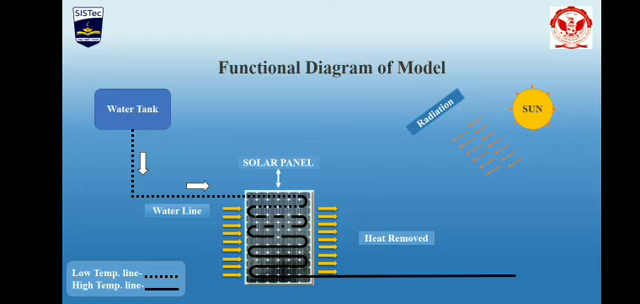 SISTec
Functional Diagram of Model
Water Tank
Radiation
SUN
SOLAR PANEL
Water Line
Heat Removed
Low Temp. line-
High Temp. line-